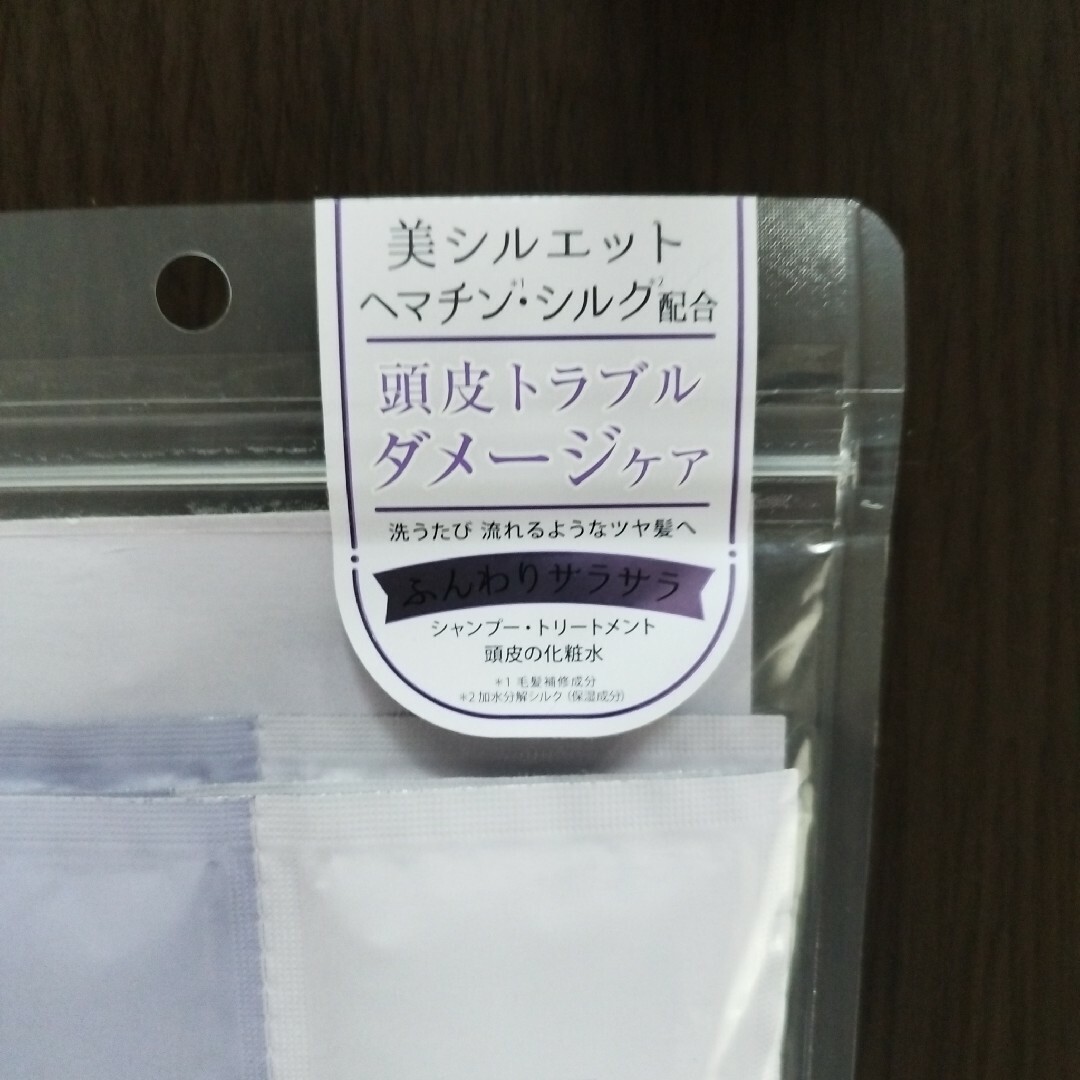 美シルエット
ヘマチン*1・シルク*2配合
頭皮トラブル
ダメージケア
洗うたび 流れるようなツヤ髪へ
ふんわりサラサラ
シャンプー・トリートメント
頭皮の化粧水
*1 毛髪補修成分
*2 加水分解シルク（保湿成分）